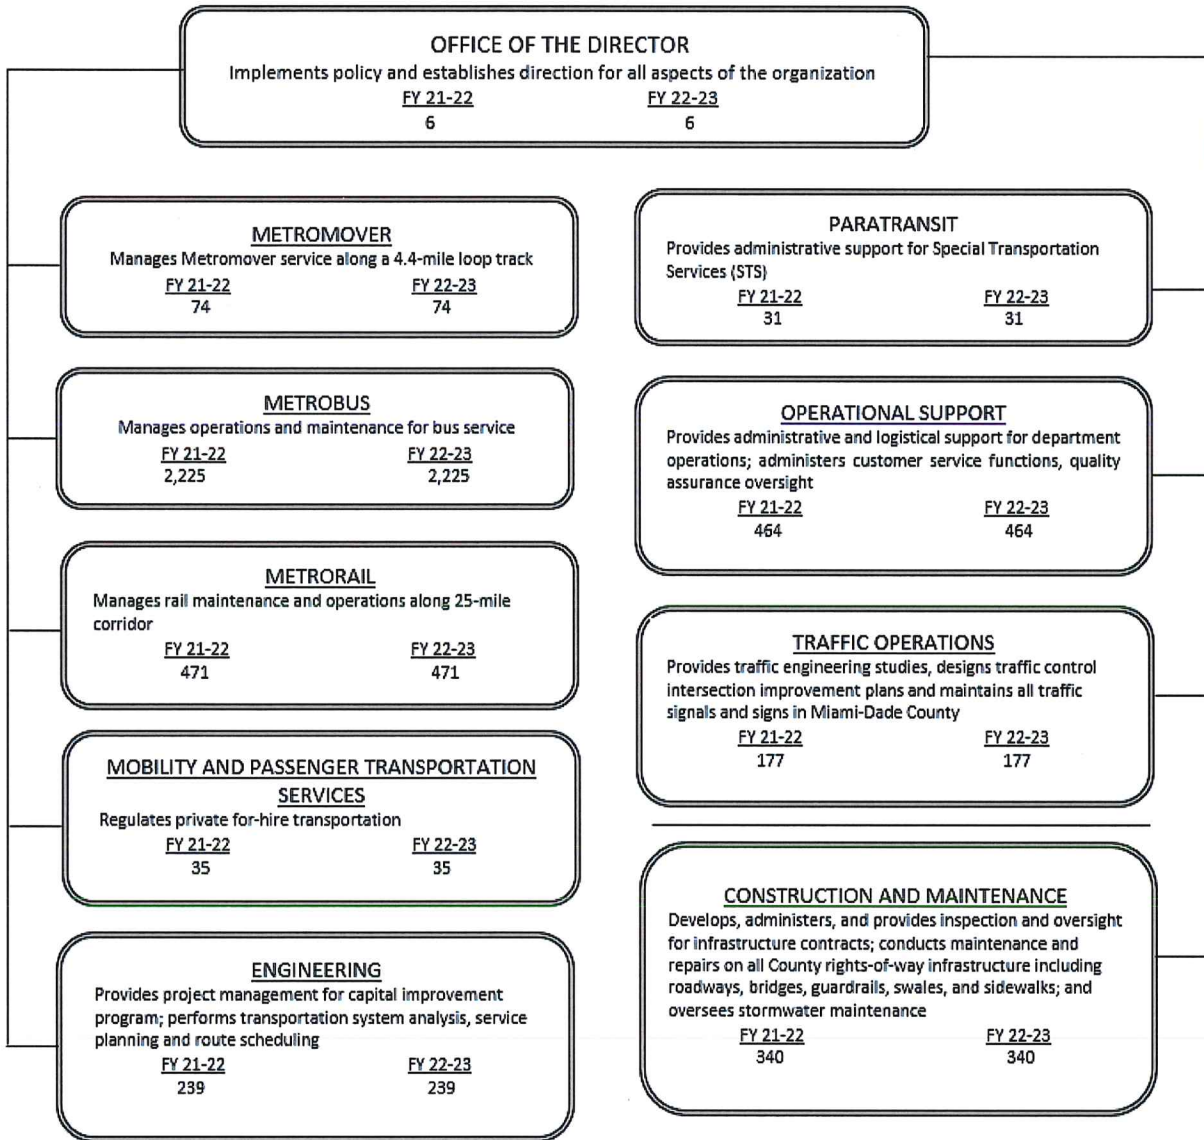 OFFICE OF THE DIRECTOR
Implements policy and establishes direction for all aspects of the organization
FY 21-22 FY 22-23
6 6
METROMOVER
Manages Metromover service along a 4.4-mile loop track
FY 21-22 FY 22-23
74 74
METROBUS
Manages operations and maintenance for bus service
FY 21-22 FY 22-23
2,225 2,225
METRORAIL
Manages rail maintenance and operations along 25-mile
corridor
FY 21-22 FY 22-23
471 471
MOBILITY AND PASSENGER TRANSPORTATION
SERVICES
Regulates private for-hire transportation
FY 21-22 FY 22-23
35 35
ENGINEERING
Provides project management for capital improvement
program; performs transportation system analysis, service
planning and route scheduling
FY 21-22 FY 22-23
239 239
PARATRANSIT
Provides administrative support for Special Transportation
Services (STS)
FY 21-22 FY 22-23
31 31
OPERATIONAL SUPPORT
Provides administrative and logistical support for department
operations; administers customer service functions, quality
assurance oversight
FY 21-22 FY 22-23
464 464
TRAFFIC OPERATIONS
Provides traffic engineering studies, designs traffic control
intersection improvement plans and maintains all traffic
signals and signs in Miami-Dade County
FY 21-22 FY 22-23
177 177
CONSTRUCTION AND MAINTENANCE
Develops, administers, and provides inspection and oversight
for infrastructure contracts; conducts maintenance and
repairs on all County rights-of-way infrastructure including
roadways, bridges, guardrails, swales, and sidewalks; and
oversees stormwater maintenance
FY 21-22 FY 22-23
340 340